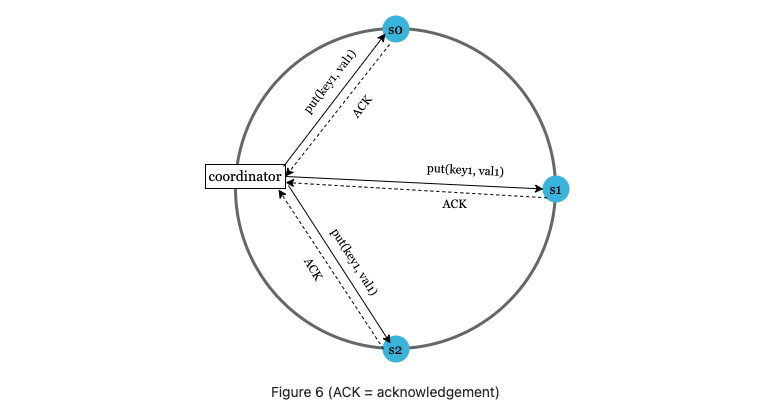 s0
put(key1, val1)
ACK
coordinator
put(key1, val1)
s1
ACK
put(key1, val1)
ACK
s2
Figure 6 (ACK = acknowledgement)